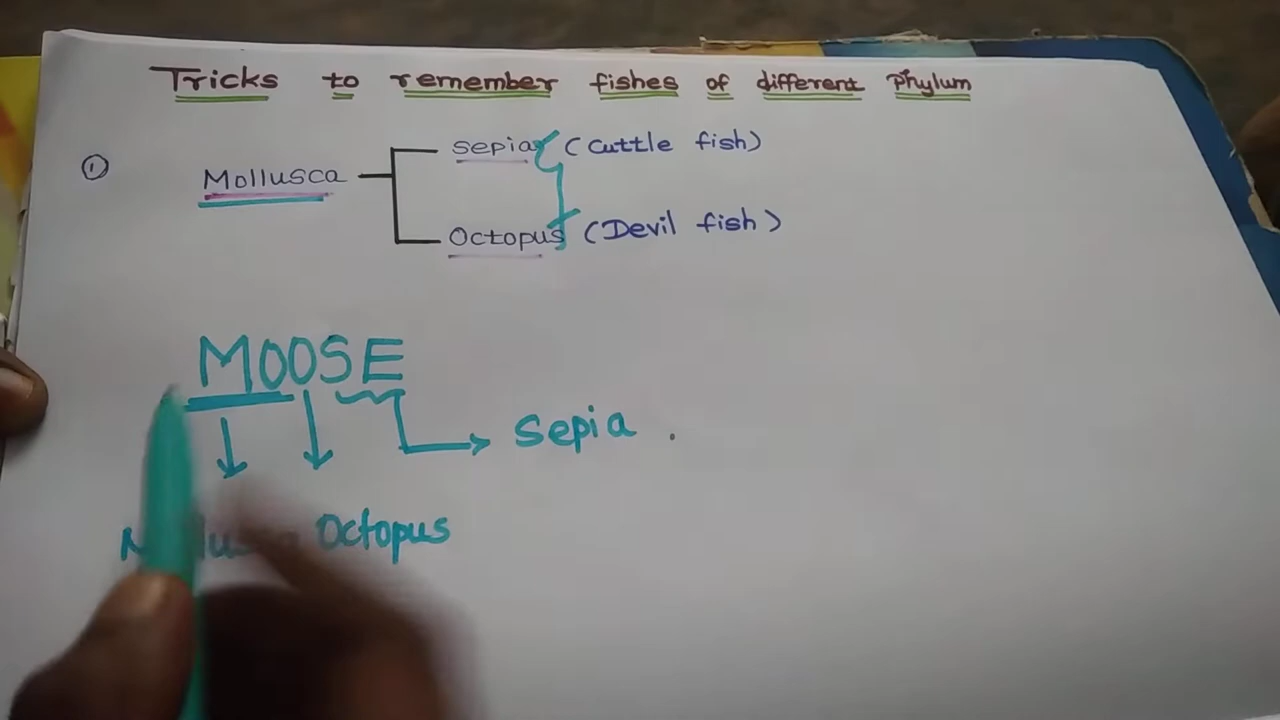 Tricks to remember fishes of different Phylum
① Mollusca
Sepia (Cuttle fish)
Octopus (Devil fish)
MOOSE
Sepia
Octopus